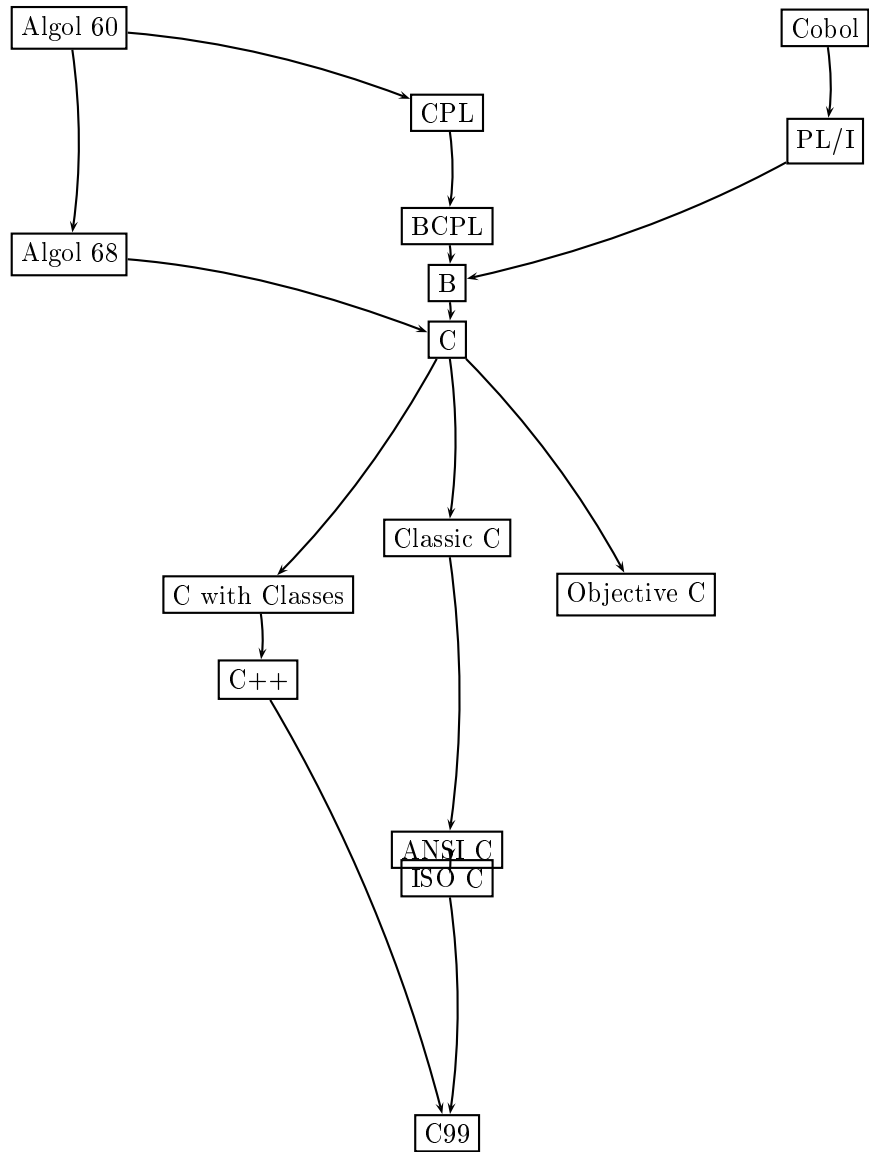 Algol 60
Cobol
CPL
PL/I
BCPL
Algol 68
B
C
Classic C
C with Classes
Objective C
C++
ANSI C
ISO C
C99